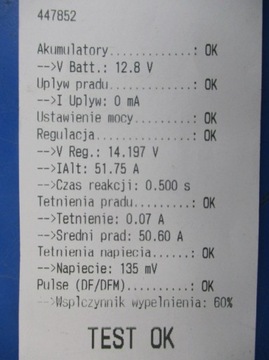 447852
Akumulatory...........: OK
-->V Batt.: 12.8 V
Uplyw pradu...........: OK
-->I Uplyw: 0 mA
Ustawienie mocy.......: OK
Regulacja.............: OK
-->V Reg.: 14.197 V
-->IAlt: 51.75 A
-->Czas reakcji: 0.500 s
Tetnienia pradu.......: OK
-->Tetnienie: 0.07 A
-->Sredni prad: 50.60 A
Tetnienia napiecia....: OK
-->Napiecie: 135 mV
Pulse (DF/DFM)........: OK
-->Wsplczynnik wypelnienia: 60%
TEST OK